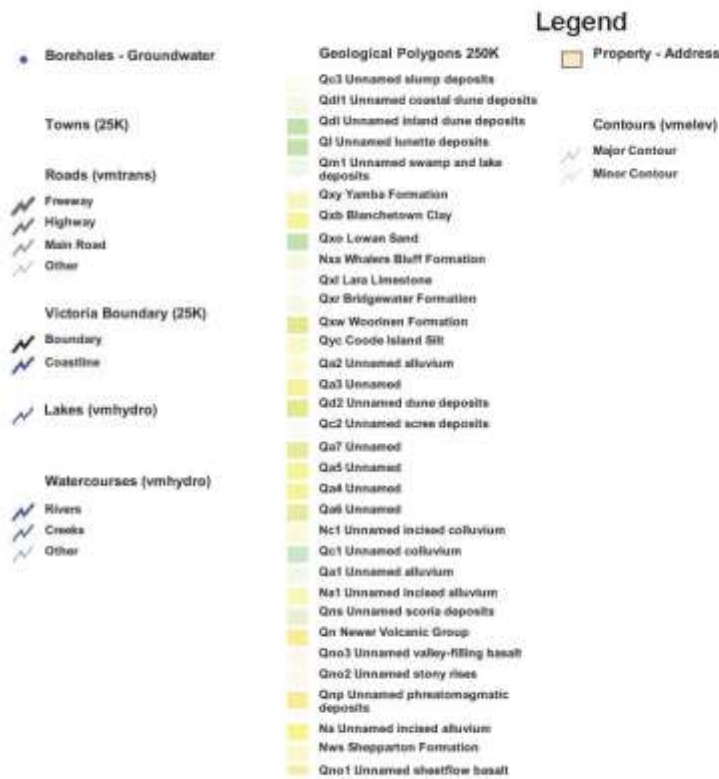 Legend
Boreholes - Groundwater
Towns (25K)
Roads (vmtrans)
Freeway
Highway
Main Road
Other
Victoria Boundary (25K)
Boundary
Coastline
Lakes (vmhydro)
Watercourses (vmhydro)
Rivers
Creeks
Other
Geological Polygons 250K
Qc3 Unnamed slump deposits
Qdl1 Unnamed coastal dune deposits
Qdl Unnamed inland dune deposits
Ql Unnamed lunette deposits
Qm1 Unnamed swamp and lake
deposits
Qxy Yamba Formation
Qxb Blanchetown Clay
Qxo Lowan Sand
Nxs Whalers Bluff Formation
Qxl Lara Limestone
Qxr Bridgewater Formation
Qxw Woorinen Formation
Qyc Coode Island Silt
Qa2 Unnamed alluvium
Qa3 Unnamed
Qd2 Unnamed dune deposits
Qc2 Unnamed scree deposits
Qa7 Unnamed
Qa5 Unnamed
Qa4 Unnamed
Qa6 Unnamed
Nc1 Unnamed incised colluvium
Qc1 Unnamed colluvium
Qa1 Unnamed alluvium
Na1 Unnamed incised alluvium
Qns Unnamed scoria deposits
Qn Newer Volcanic Group
Qno3 Unnamed valley-filling basalt
Qno2 Unnamed stony rises
Qnp Unnamed phreatomagmatic
deposits
Na Unnamed incised alluvium
Nws Shepparton Formation
Qno1 Unnamed sheetflow basalt
Property - Address
Contours (vmelev)
Major Contour
Minor Contour